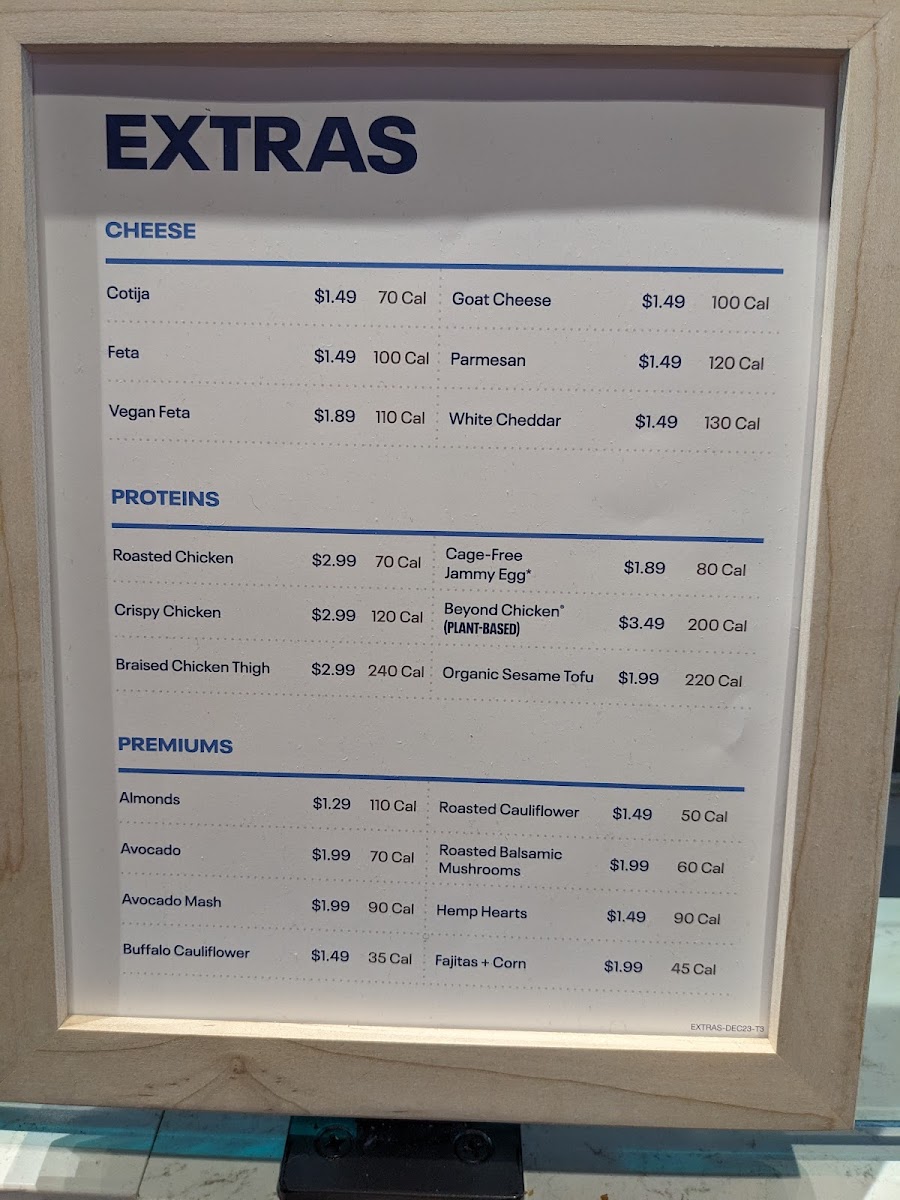 EXTRAS
CHEESE
Cotija $1.49 70 Cal
Goat Cheese $1.49 100 Cal
Feta $1.49 100 Cal
Parmesan $1.49 120 Cal
Vegan Feta $1.89 110 Cal
White Cheddar $1.49 130 Cal
PROTEINS
Roasted Chicken $2.99 70 Cal
Cage-Free
Jammy Egg* $1.89 80 Cal
Crispy Chicken $2.99 120 Cal
Beyond Chicken®
(PLANT-BASED) $3.49 200 Cal
Braised Chicken Thigh $2.99 240 Cal
Organic Sesame Tofu $1.99 220 Cal
PREMIUMS
Almonds $1.29 110 Cal
Roasted Cauliflower $1.49 50 Cal
Avocado $1.99 70 Cal
Roasted Balsamic
Mushrooms $1.99 60 Cal
Avocado Mash $1.99 90 Cal
Hemp Hearts $1.49 90 Cal
Buffalo Cauliflower $1.49 35 Cal
Fajitas + Corn $1.99 45 Cal
EXTRAS-DEC23-T3